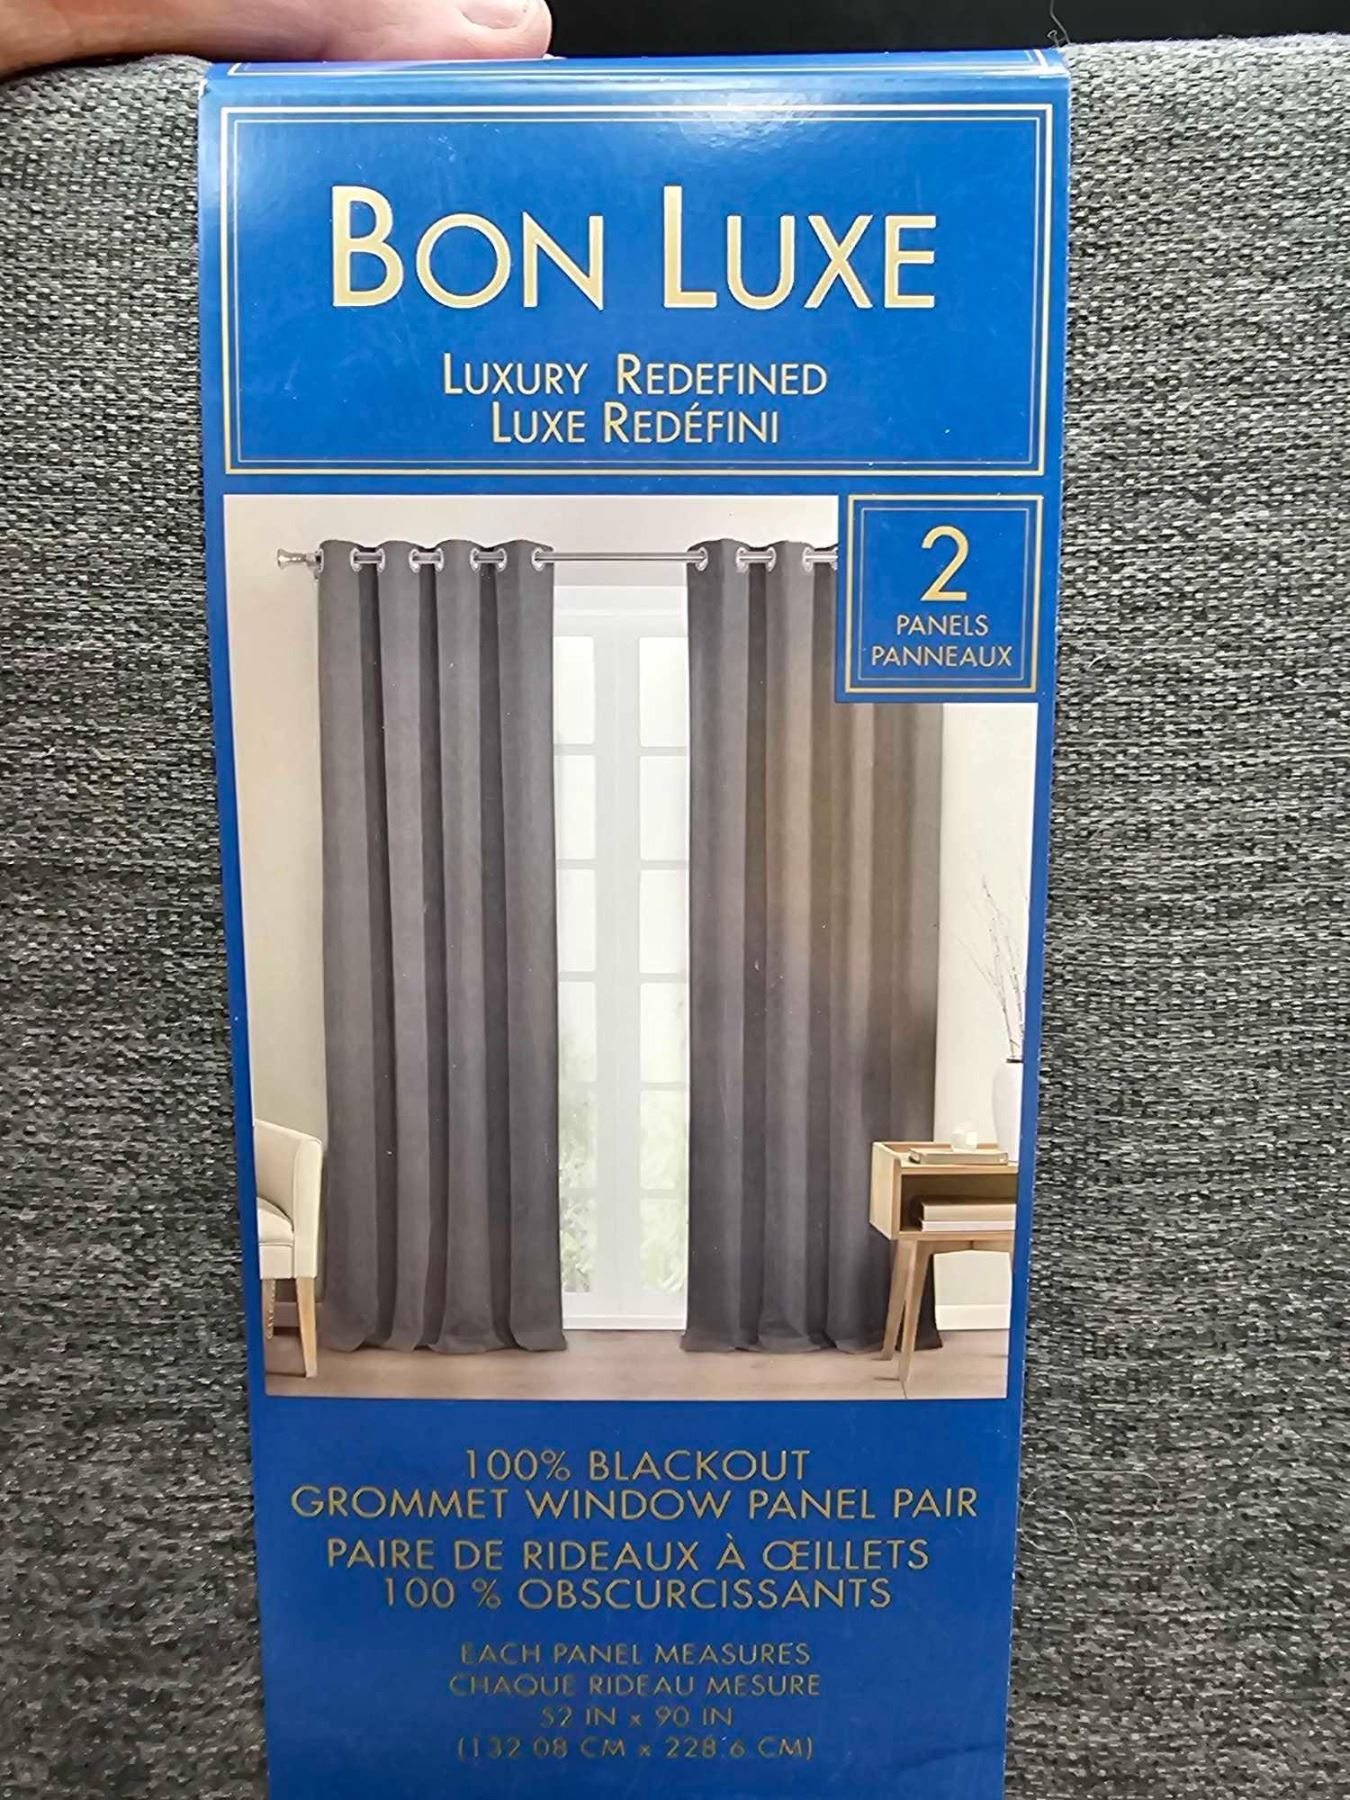 BON LUXE
LUXURY REDEFINED
LUXE REDÉFINI
2
PANELS
PANNEAUX
100% BLACKOUT
GROMMET WINDOW PANEL PAIR
PAIRE DE RIDEAUX À ŒILLETS
100 % OBSCURCISSANTS
EACH PANEL MEASURES
CHAQUE RIDEAU MESURE
52 IN x 90 IN
(132.08 CM x 228.6 CM)